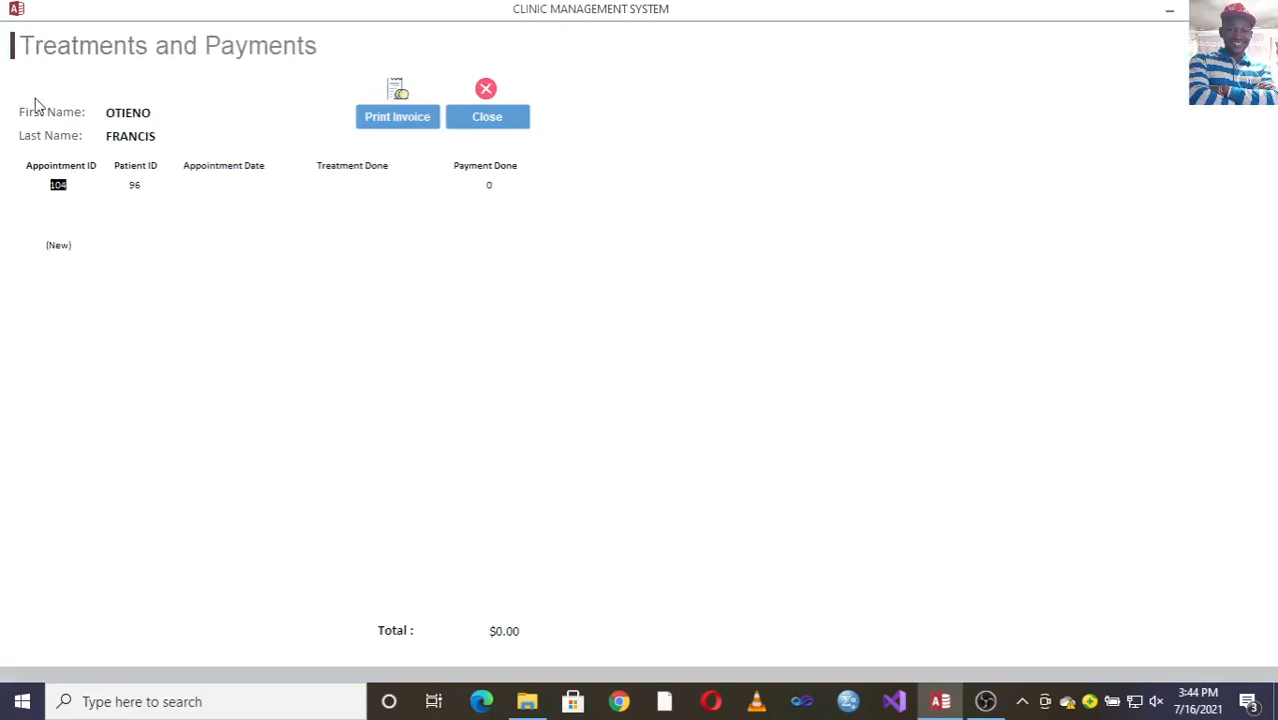 CLINIC MANAGEMENT SYSTEM
Treatments and Payments
First Name: OTIENO
Print Invoice Close
Last Name: FRANCIS
Appointment ID Patient ID Appointment Date Treatment Done Payment Done
104 96 0
(New)
Total : $0.00
Type here to search
3:44 PM
7/16/2021
3